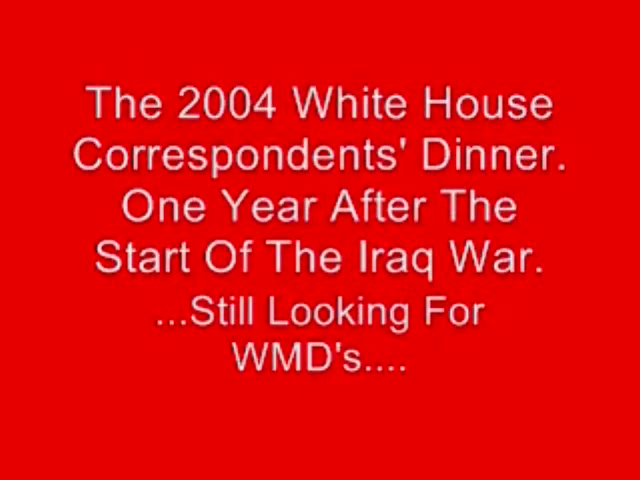 The 2004 White House
Correspondents' Dinner.
One Year After The
Start Of The Iraq War.
...Still Looking For
WMD's....